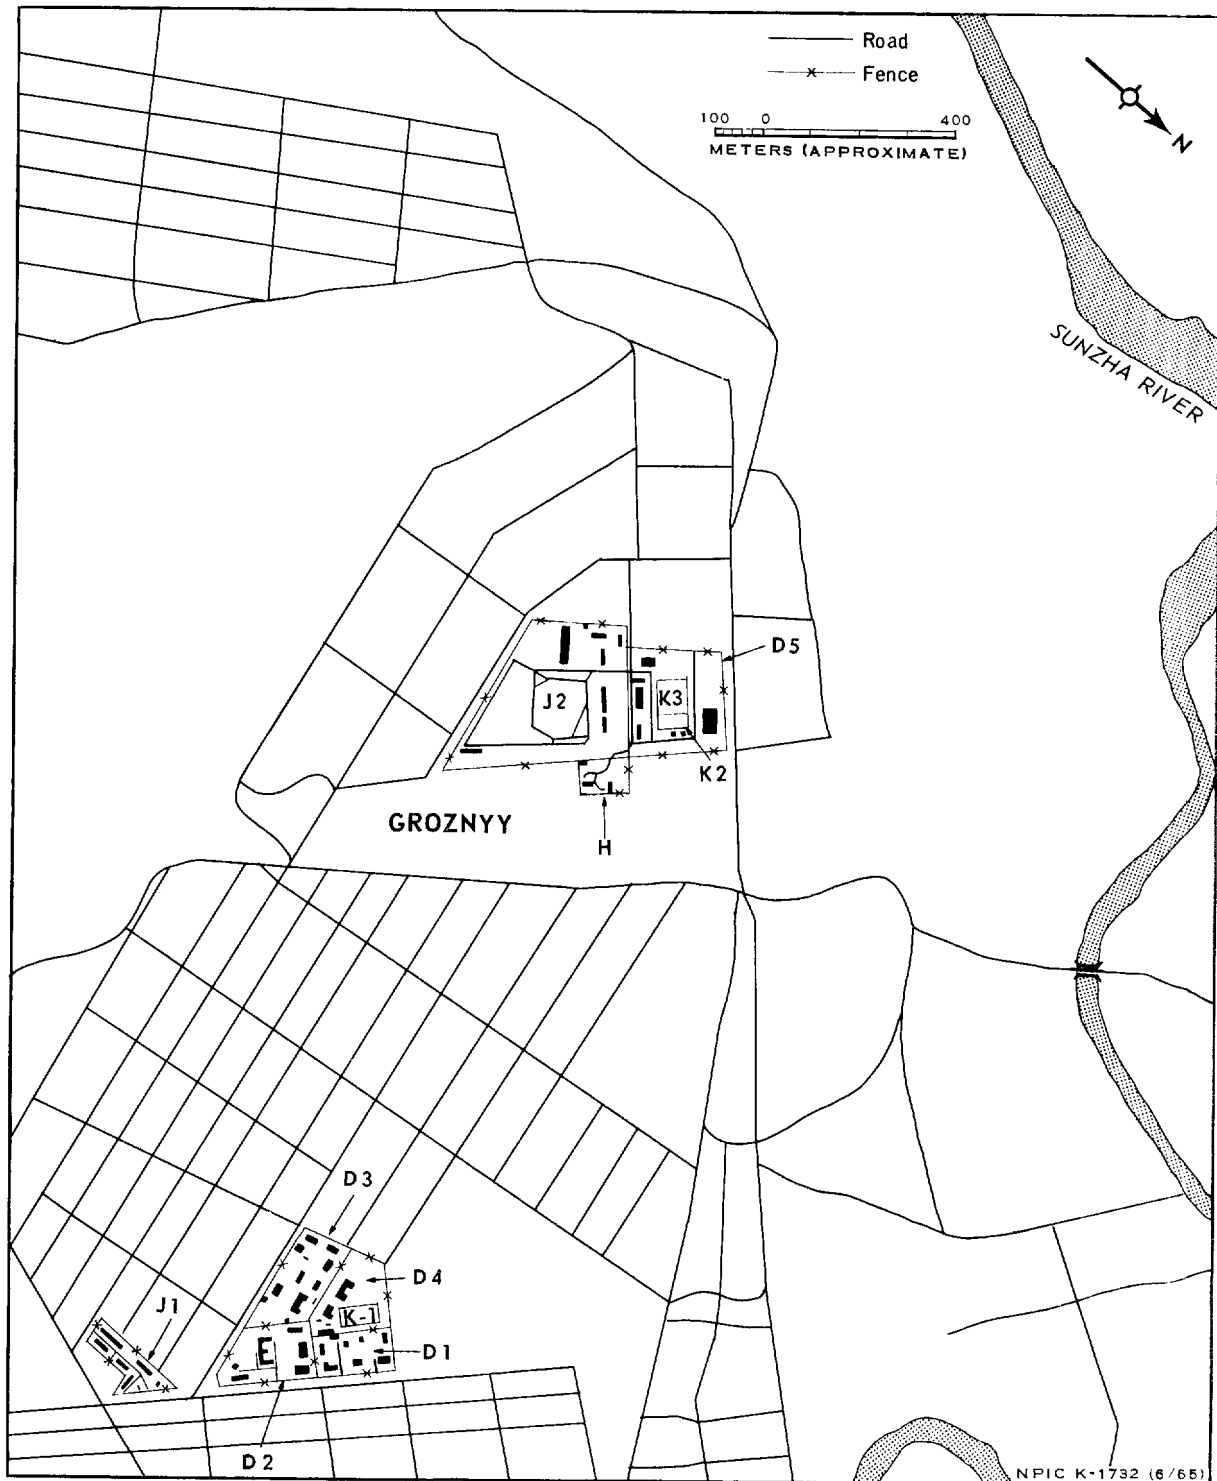 Road
Fence
100 0 400
METERS (APPROXIMATE)
N
SUNZHA RIVER
D5
J2
K3
K2
GROZNYY
H
D3
D4
J1
K-1
E
D1
D2
NPIC K-1732 (6/65)